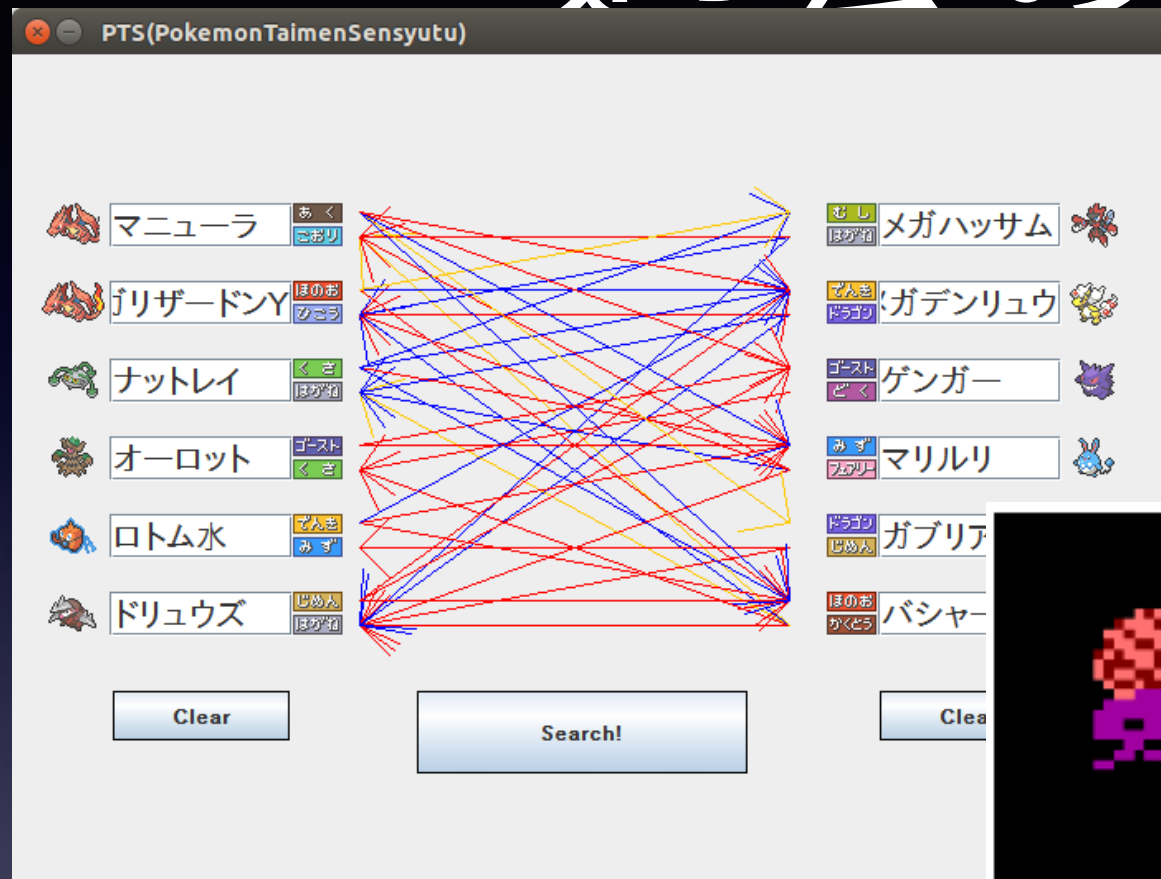 PTS(PokemonTaimenSensyutu)
マニューラ
あく
こおり
むし
はがね
メガハッサム
リザードンY
ほのお
ひこう
でんき
ドラゴン
ガデンリュウ
ナットレイ
くさ
はがね
ゴースト
どく
ゲンガー
オーロット
ゴースト
くさ
みず
フェアリー
マリルリ
ロトム水
でんき
みず
ドラゴン
じめん
ガブリア
ドリュウズ
じめん
はがね
ほのお
かくとう
バシャー
Clear
Search!
Clea